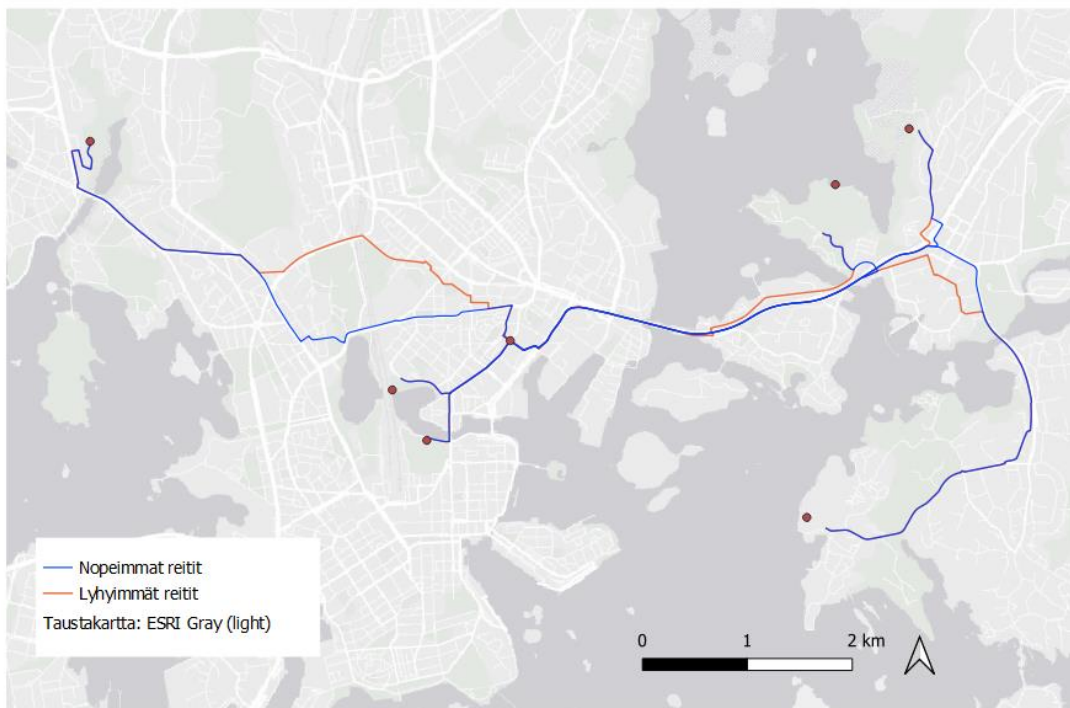 Nopeimmat reitit
Lyhyimmät reitit
Taustakartta: ESRI Gray (light)
0 1 2 km